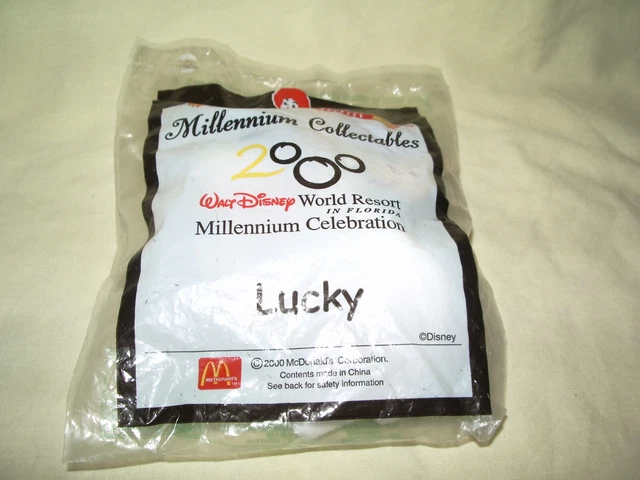 Millennium Collectables
2000
Walt Disney World Resort
IN FLORIDA
Millennium Celebration
Lucky
©Disney
©2000 McDonald's Corporation.
McDonald's
Contents made in China
See back for safety information